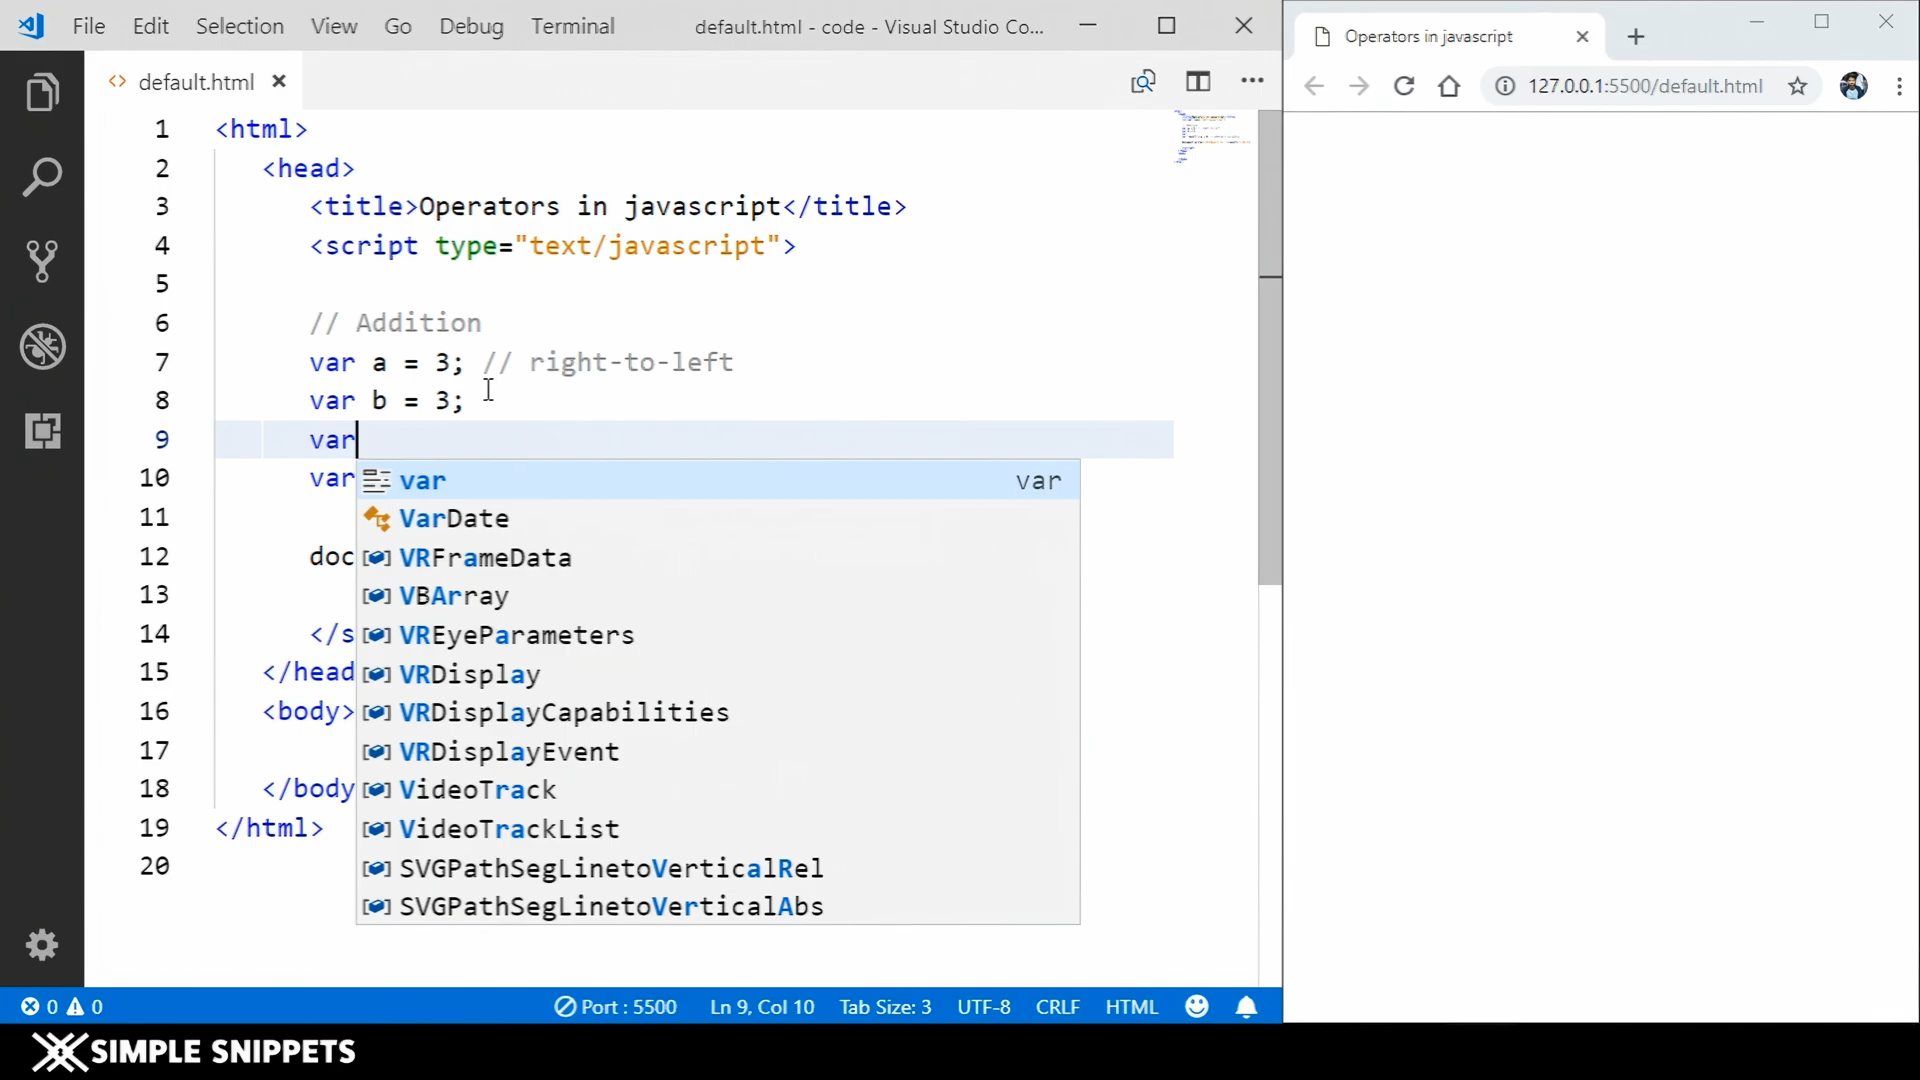 File Edit Selection View Go Debug Terminal default.html - code - Visual Studio Co...
default.html
1 <html>
2 <head>
3 <title>Operators in javascript</title>
4 <script type="text/javascript">
5
6 // Addition
7 var a = 3; // right-to-left
8 var b = 3;
9 var
10 var
11
12 doc
13
14 </s
15 </head
16 <body>
17
18 </body
19 </html>
20
var var
VarDate
VRFrameData
VBArray
VREyeParameters
VRDisplay
VRDisplayCapabilities
VRDisplayEvent
VideoTrack
VideoTrackList
SVGPathSegLinetoVerticalRel
SVGPathSegLinetoVerticalAbs
0 0 Port : 5500 Ln 9, Col 10 Tab Size: 3 UTF-8 CRLF HTML
Operators in javascript
127.0.0.1:5500/default.html
SIMPLE SNIPPETS